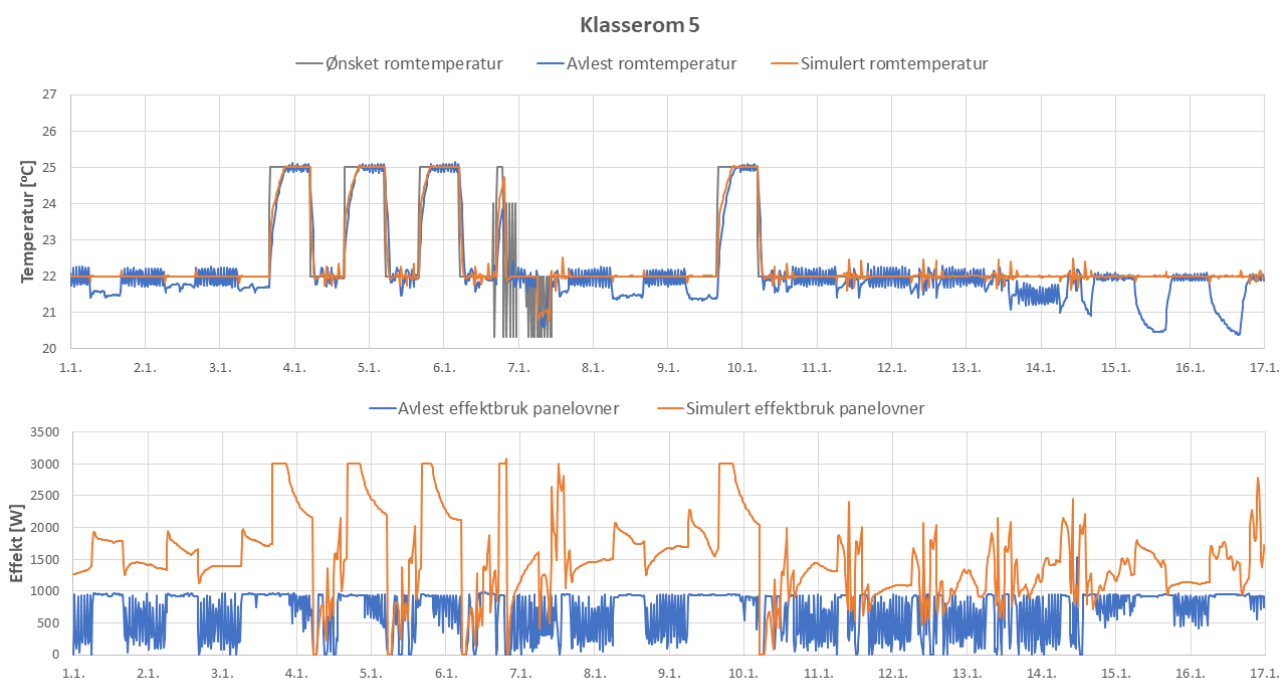 Klasserom 5
Ønsket romtemperatur Avlest romtemperatur Simulert romtemperatur
Temperatur [ºC]
27
26
25
24
23
22
21
20
1.1. 2.1. 3.1. 4.1. 5.1. 6.1. 7.1. 8.1. 9.1. 10.1. 11.1. 12.1. 13.1. 14.1. 15.1. 16.1. 17.1.
Avlest effektbruk panelovner Simulert effektbruk panelovner
Effekt [W]
3500
3000
2500
2000
1500
1000
500
0
1.1. 2.1. 3.1. 4.1. 5.1. 6.1. 7.1. 8.1. 9.1. 10.1. 11.1. 12.1. 13.1. 14.1. 15.1. 16.1. 17.1.